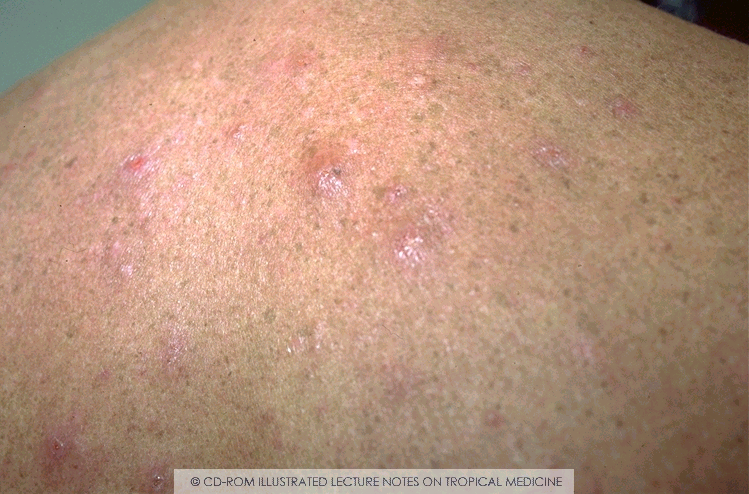 © CD-ROM ILLUSTRATED LECTURE NOTES ON TROPICAL MEDICINE